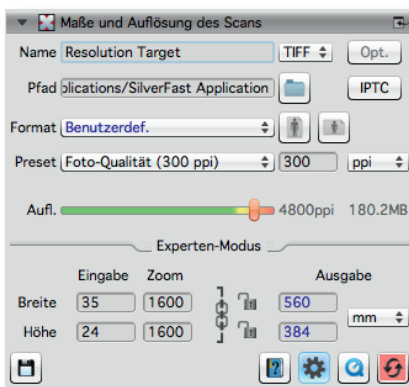 Maße und Auflösung des Scans
Name Resolution Target TIFF Opt.
Pfad plications/SilverFast Application IPTC
Format Benutzerdef.
Preset Foto-Qualität (300 ppi) 300 ppi
Aufl. 4800ppi 180.2MB
Experten-Modus
Eingabe Zoom Ausgabe
Breite 35 1600 560
mm
Höhe 24 1600 384